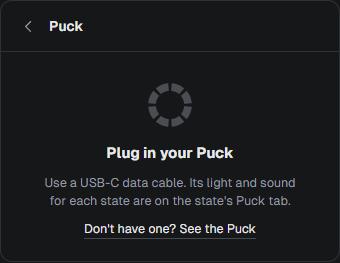 Puck
Plug in your Puck
Use a USB-C data cable. Its light and sound
for each state are on the state's Puck tab.
Don't have one? See the Puck